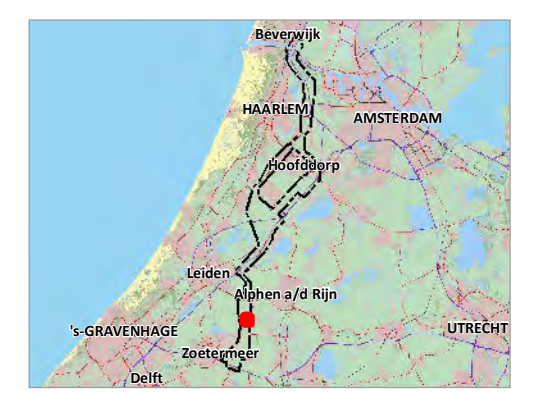 Beverwijk
HAARLEM
AMSTERDAM
Hoofddorp
Leiden
Alphen a/d Rijn
's-GRAVENHAGE
UTRECHT
Zoetermeer
Delft